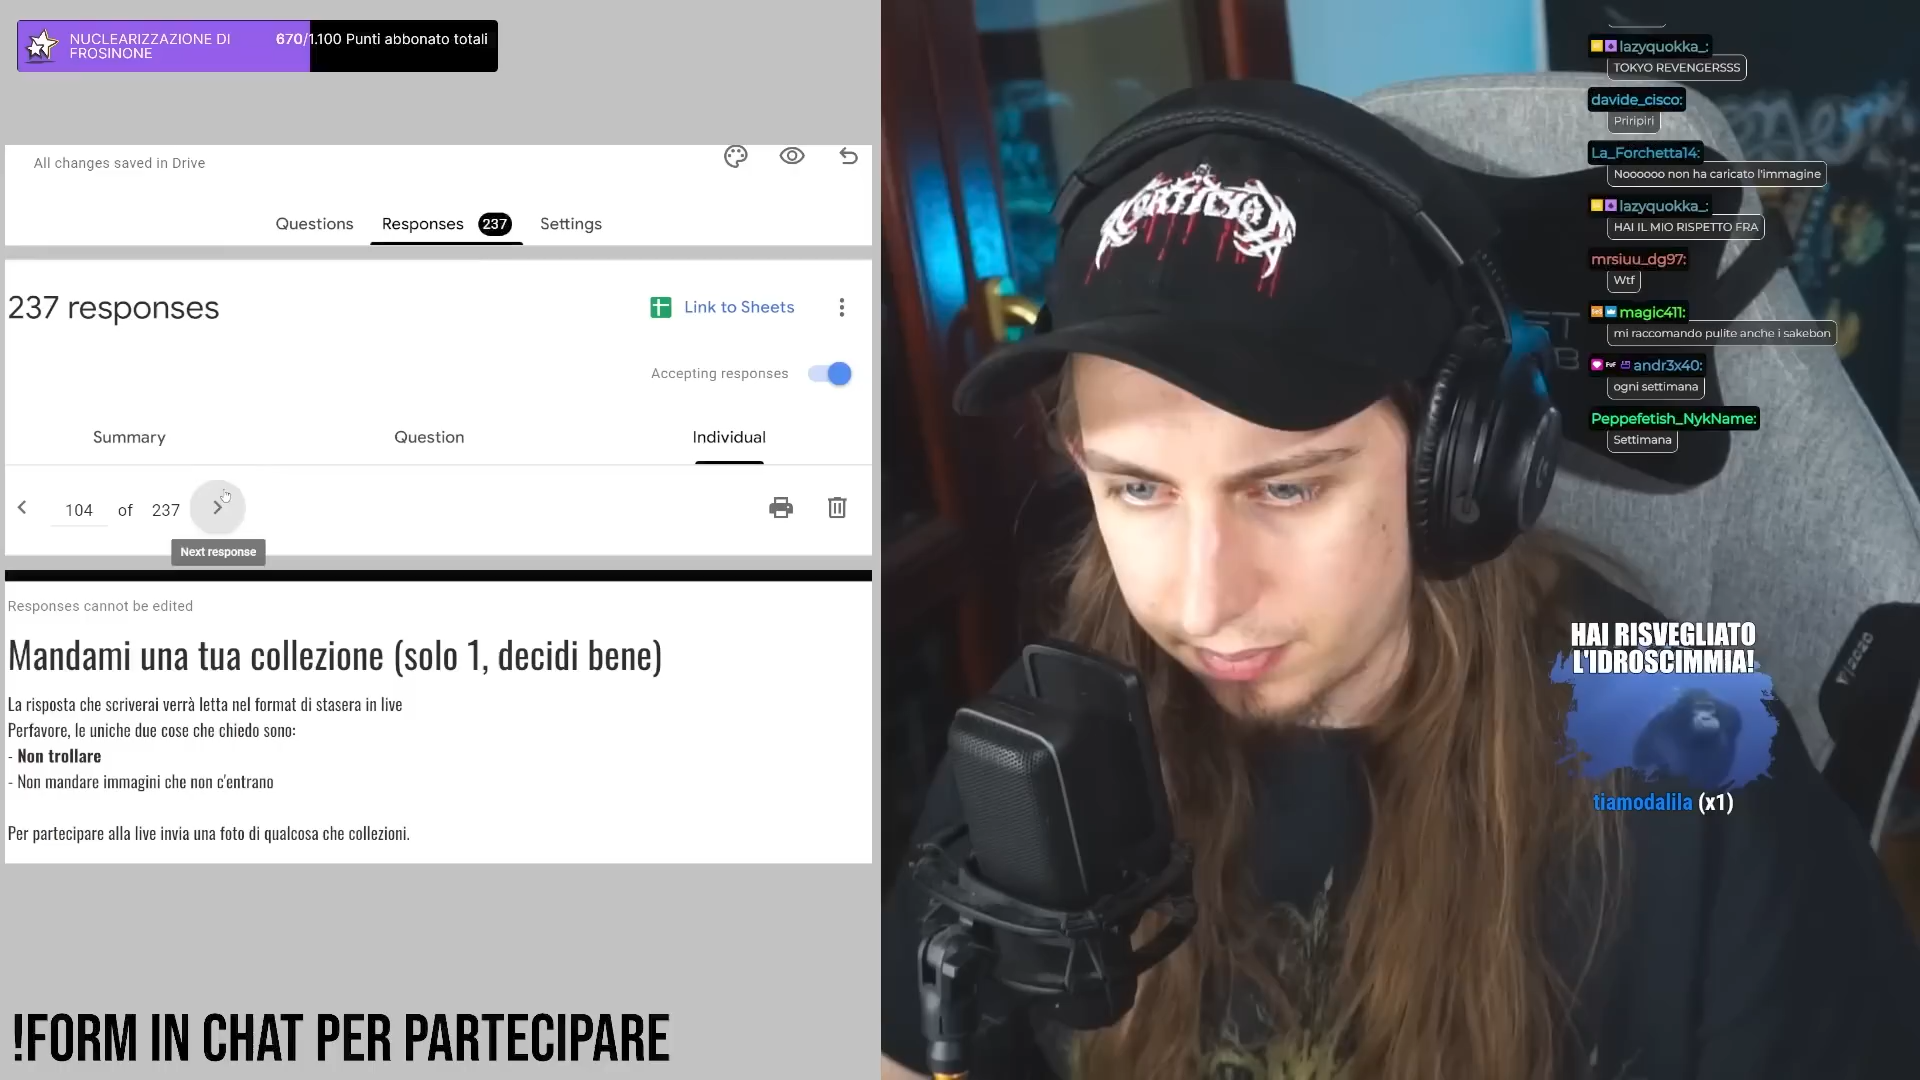 NUCLEARIZZAZIONE DI
FROSINONE
670/1.100 Punti abbonato totali
All changes saved in Drive
Questions
Responses
237
Settings
237 responses
Link to Sheets
Accepting responses
Summary
Question
Individual
104 of 237
Next response
Responses cannot be edited
Mandami una tua collezione (solo 1, decidi bene)
La risposta che scriverai verrà letta nel format di stasera in live
Perfavore, le uniche due cose che chiedo sono:
- Non trollare
- Non mandare immagini che non c'entrano
Per partecipare alla live invia una foto di qualcosa che collezioni.
!FORM IN CHAT PER PARTECIPARE
lazyquokka_:
TOKYO REVENGERSSS
davide_cisco:
Priripiri
La_Forchetta14:
Noooooo non ha caricato l'immagine
lazyquokka_:
HAI IL MIO RISPETTO FRA
mrsiuu_dg97:
Wtf
magic411:
mi raccomando pulite anche i sakebon
andr3x40:
ogni settimana
Peppefetish_NykName:
Settimana
HAI RISVEGLIATO
L'IDROSCIMMIA!
tiamodalila (x1)